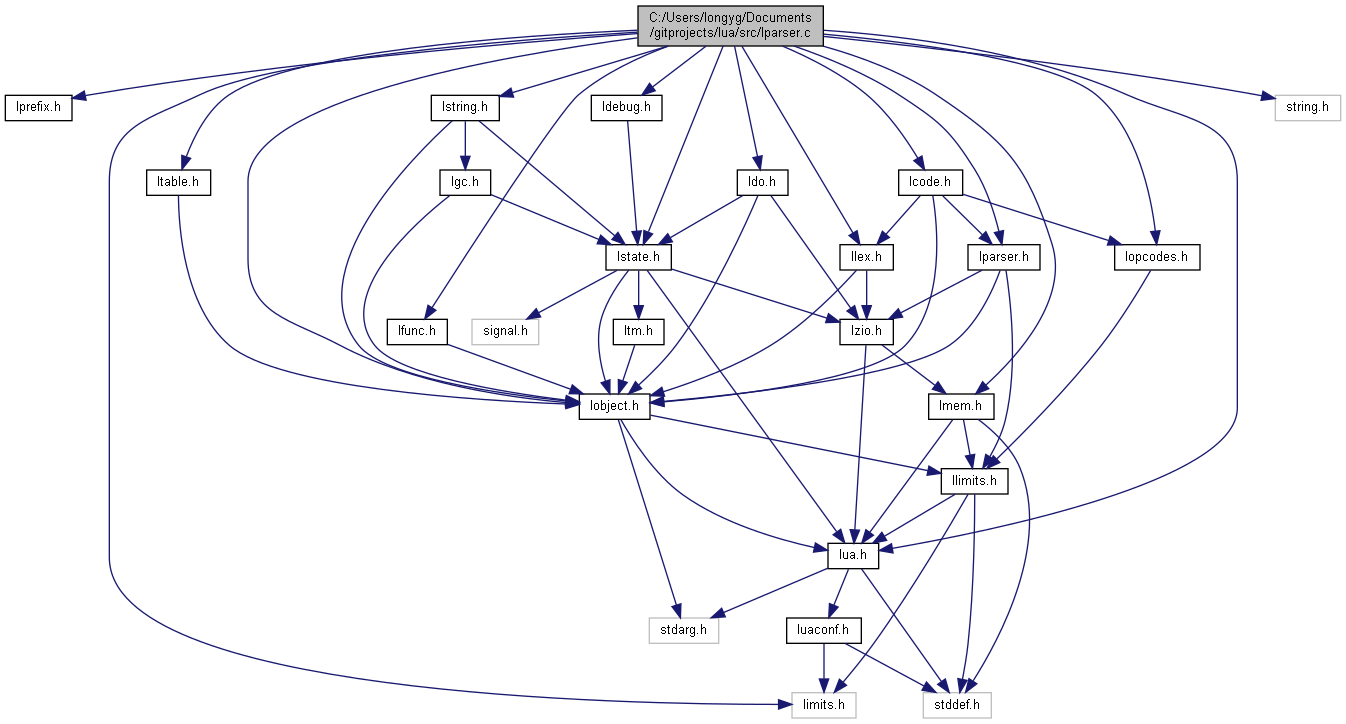 C:/Users/longyg/Documents
/gitprojects/lua/src/lparser.c
lprefix.h
lstring.h
ldebug.h
string.h
ltable.h
lgc.h
ldo.h
lcode.h
lstate.h
llex.h
lparser.h
lopcodes.h
lfunc.h
signal.h
ltm.h
lzio.h
lobject.h
lmem.h
llimits.h
lua.h
stdarg.h
luaconf.h
limits.h
stddef.h